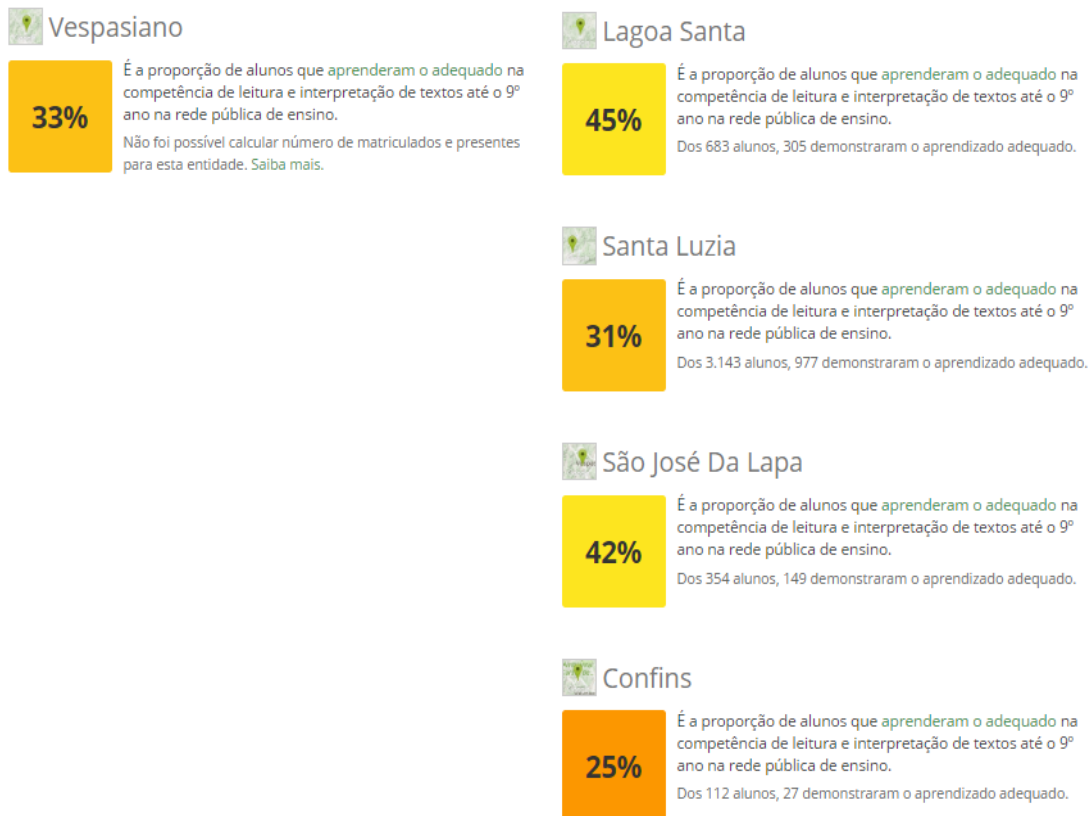 Vespasiano
33%
É a proporção de alunos que aprenderam o adequado na
competência de leitura e interpretação de textos até o 9º
ano na rede pública de ensino.
Não foi possível calcular número de matriculados e presentes
para esta entidade. Saiba mais.
Lagoa Santa
45%
É a proporção de alunos que aprenderam o adequado na
competência de leitura e interpretação de textos até o 9º
ano na rede pública de ensino.
Dos 683 alunos, 305 demonstraram o aprendizado adequado.
Santa Luzia
31%
É a proporção de alunos que aprenderam o adequado na
competência de leitura e interpretação de textos até o 9º
ano na rede pública de ensino.
Dos 3.143 alunos, 977 demonstraram o aprendizado adequado.
São José Da Lapa
42%
É a proporção de alunos que aprenderam o adequado na
competência de leitura e interpretação de textos até o 9º
ano na rede pública de ensino.
Dos 354 alunos, 149 demonstraram o aprendizado adequado.
Confins
25%
É a proporção de alunos que aprenderam o adequado na
competência de leitura e interpretação de textos até o 9º
ano na rede pública de ensino.
Dos 112 alunos, 27 demonstraram o aprendizado adequado.